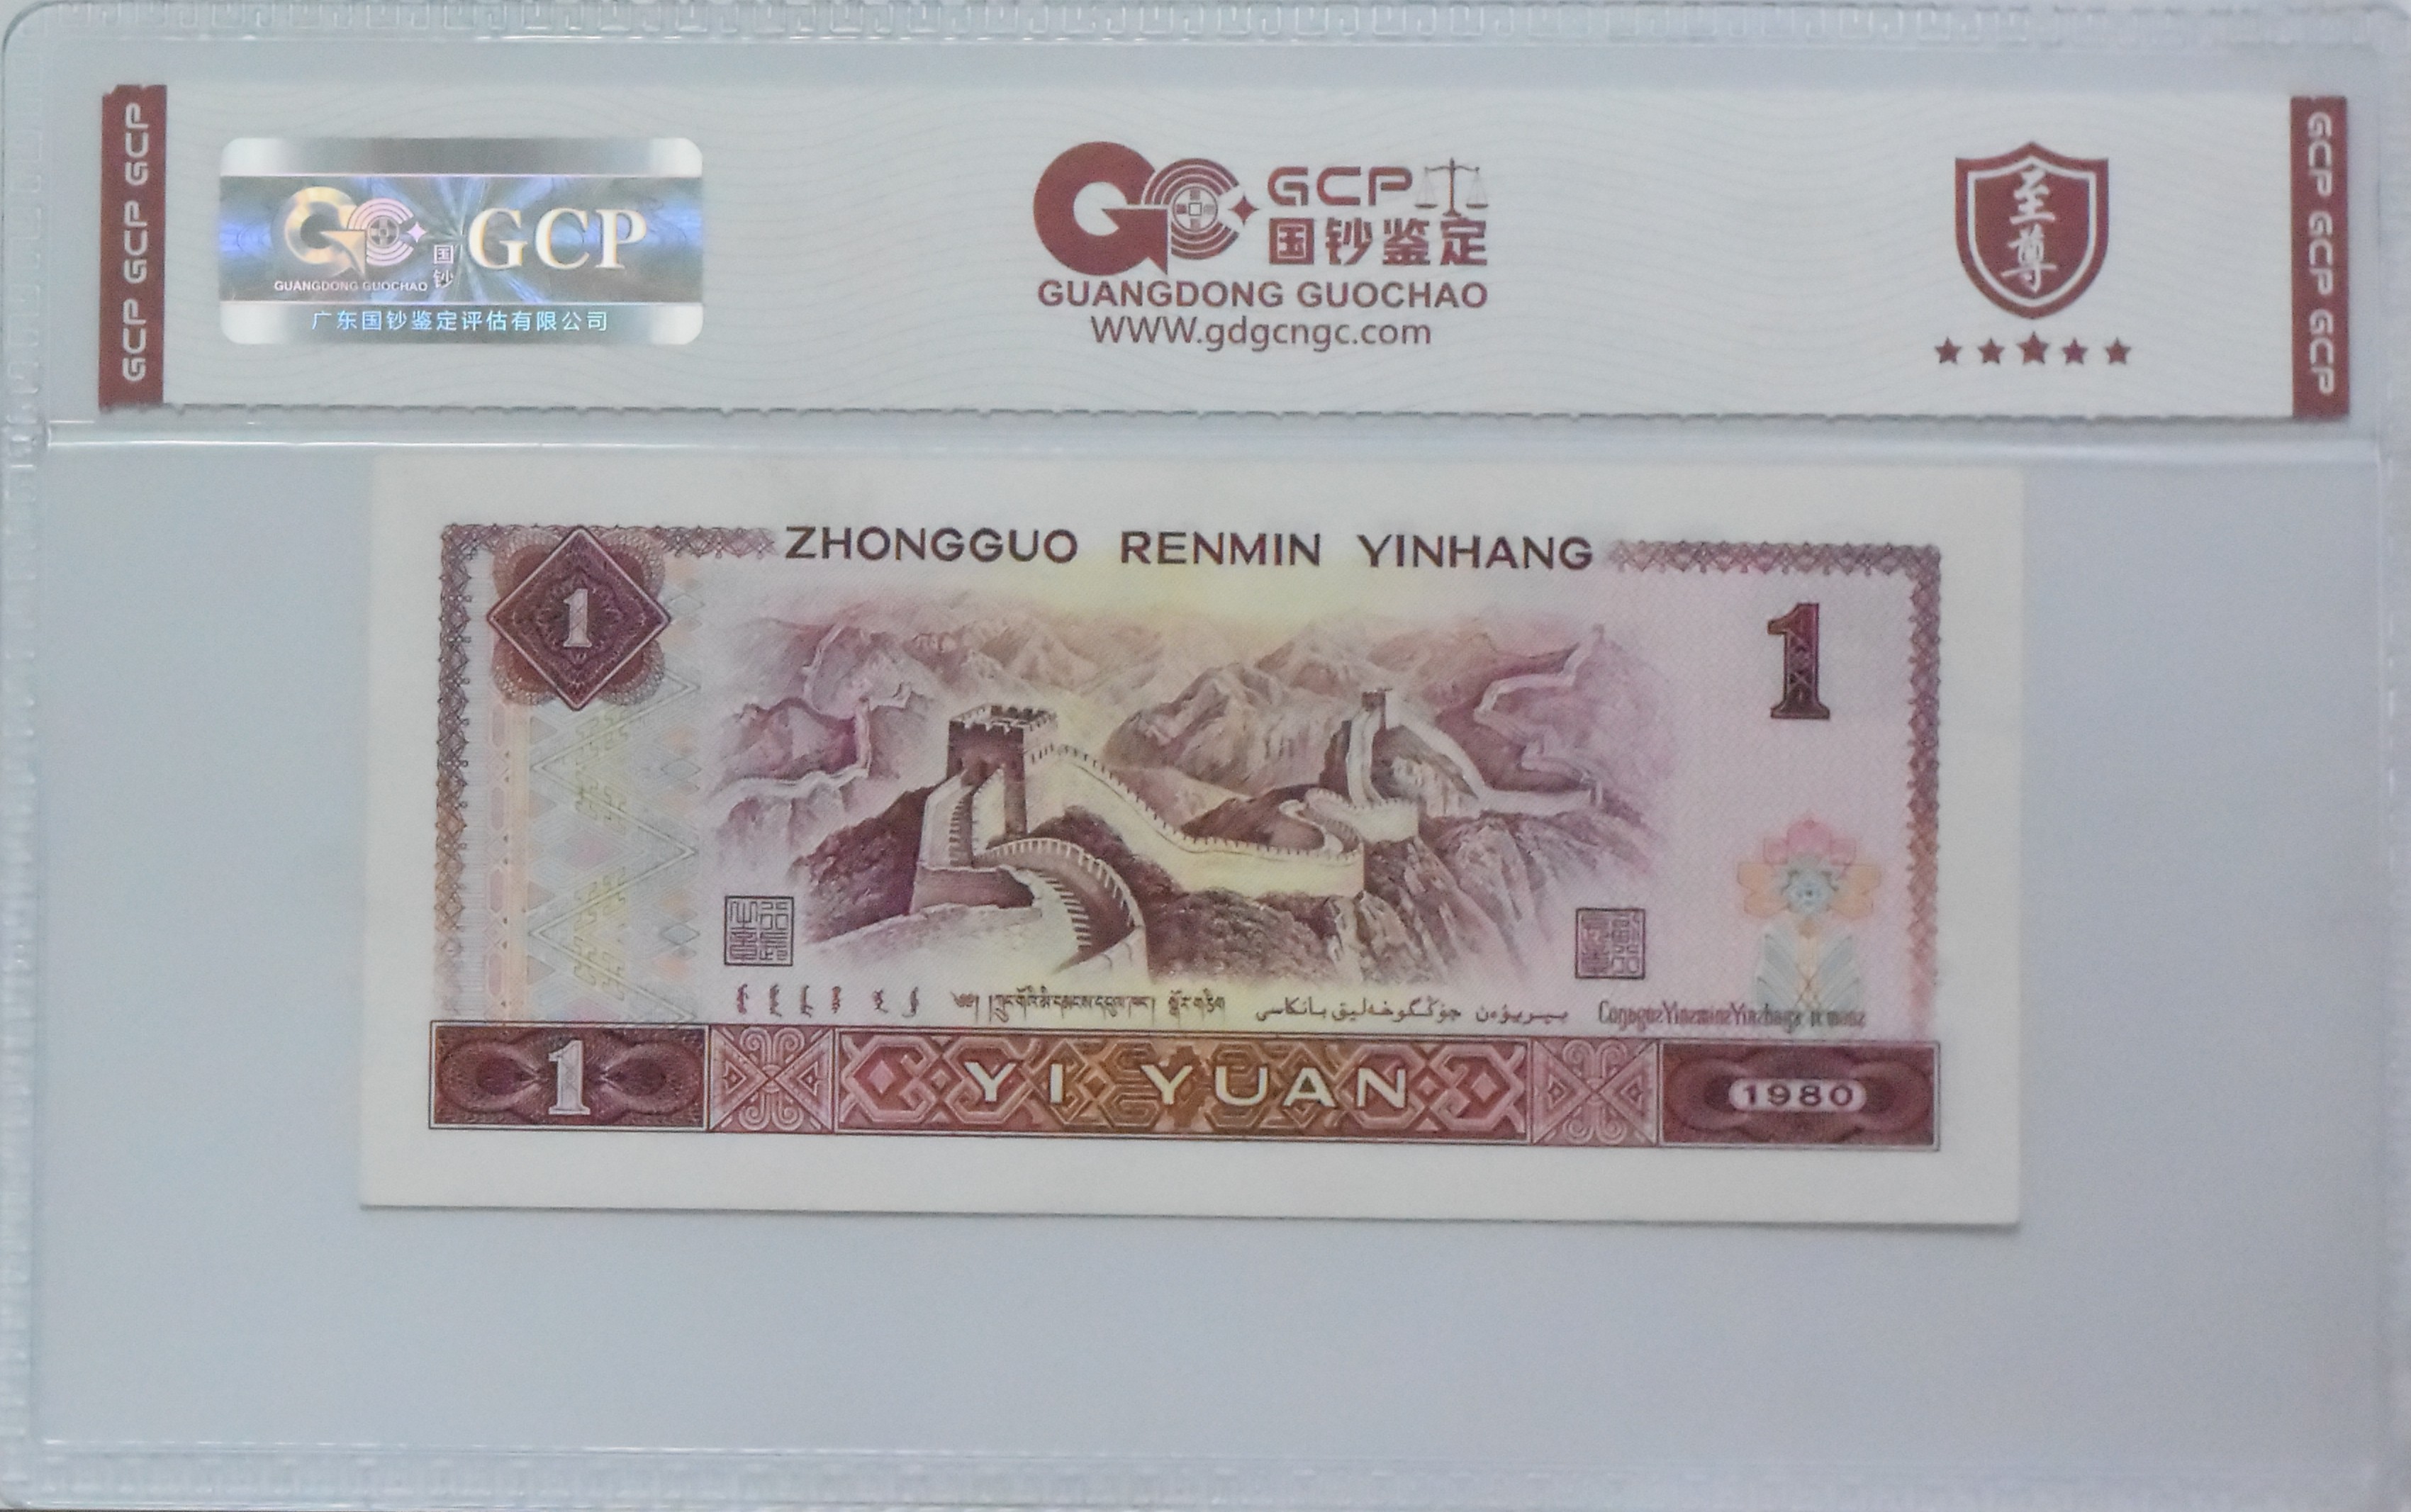 GCP GCP GCP
GCP
国钞
GUANGDONG GUOCHAO
广东国钞鉴定评估有限公司
GCP
国钞鉴定
GUANGDONG GUOCHAO
WWW.gdgcngc.com
至尊
GCP GCP GCP
ZHONGGUO RENMIN YINHANG
1
1
1
YI YUAN
1980